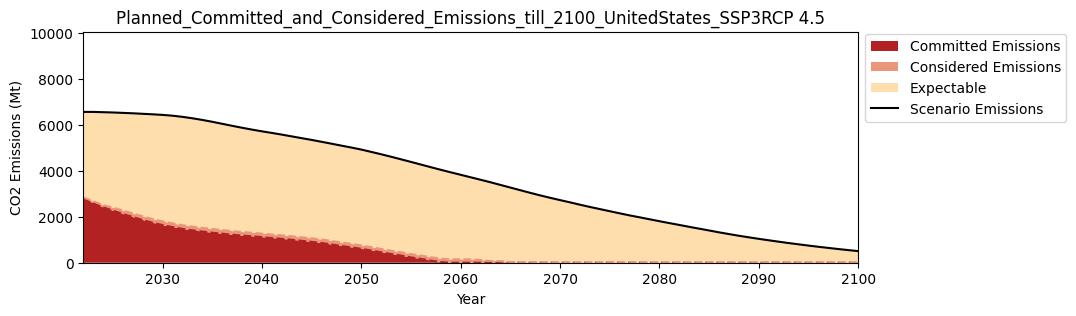 Planned_Committed_and_Considered_Emissions_till_2100_UnitedStates_SSP3RCP 4.5
10000
8000
6000
4000
2000
0
CO2 Emissions (Mt)
2030
2040
2050
2060
2070
2080
2090
2100
Year
Committed Emissions
Considered Emissions
Expectable
Scenario Emissions